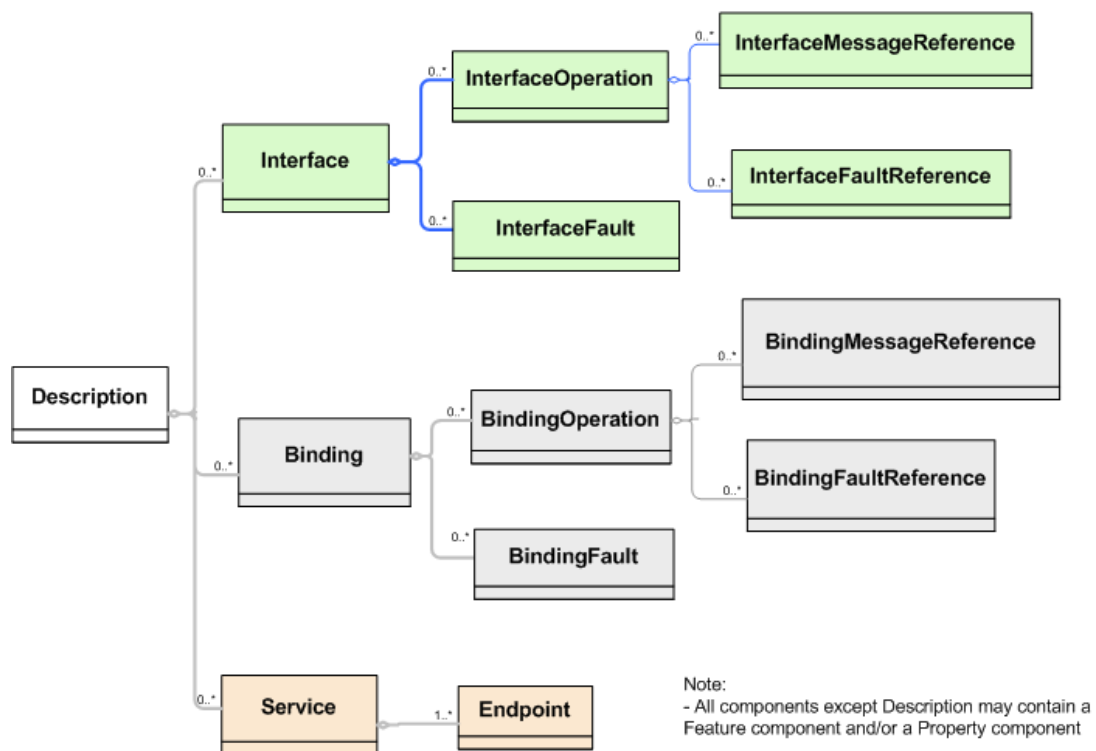 0..*
InterfaceMessageReference
0..*
InterfaceOperation
0..*
Interface
0..*
InterfaceFaultReference
0..*
InterfaceFault
0..*
BindingMessageReference
0..*
Description
BindingOperation
0..*
Binding
0..*
BindingFaultReference
0..*
BindingFault
0..*
Service
0..*
Endpoint
1..*
Note:
- All components except Description may contain a
Feature component and/or a Property component